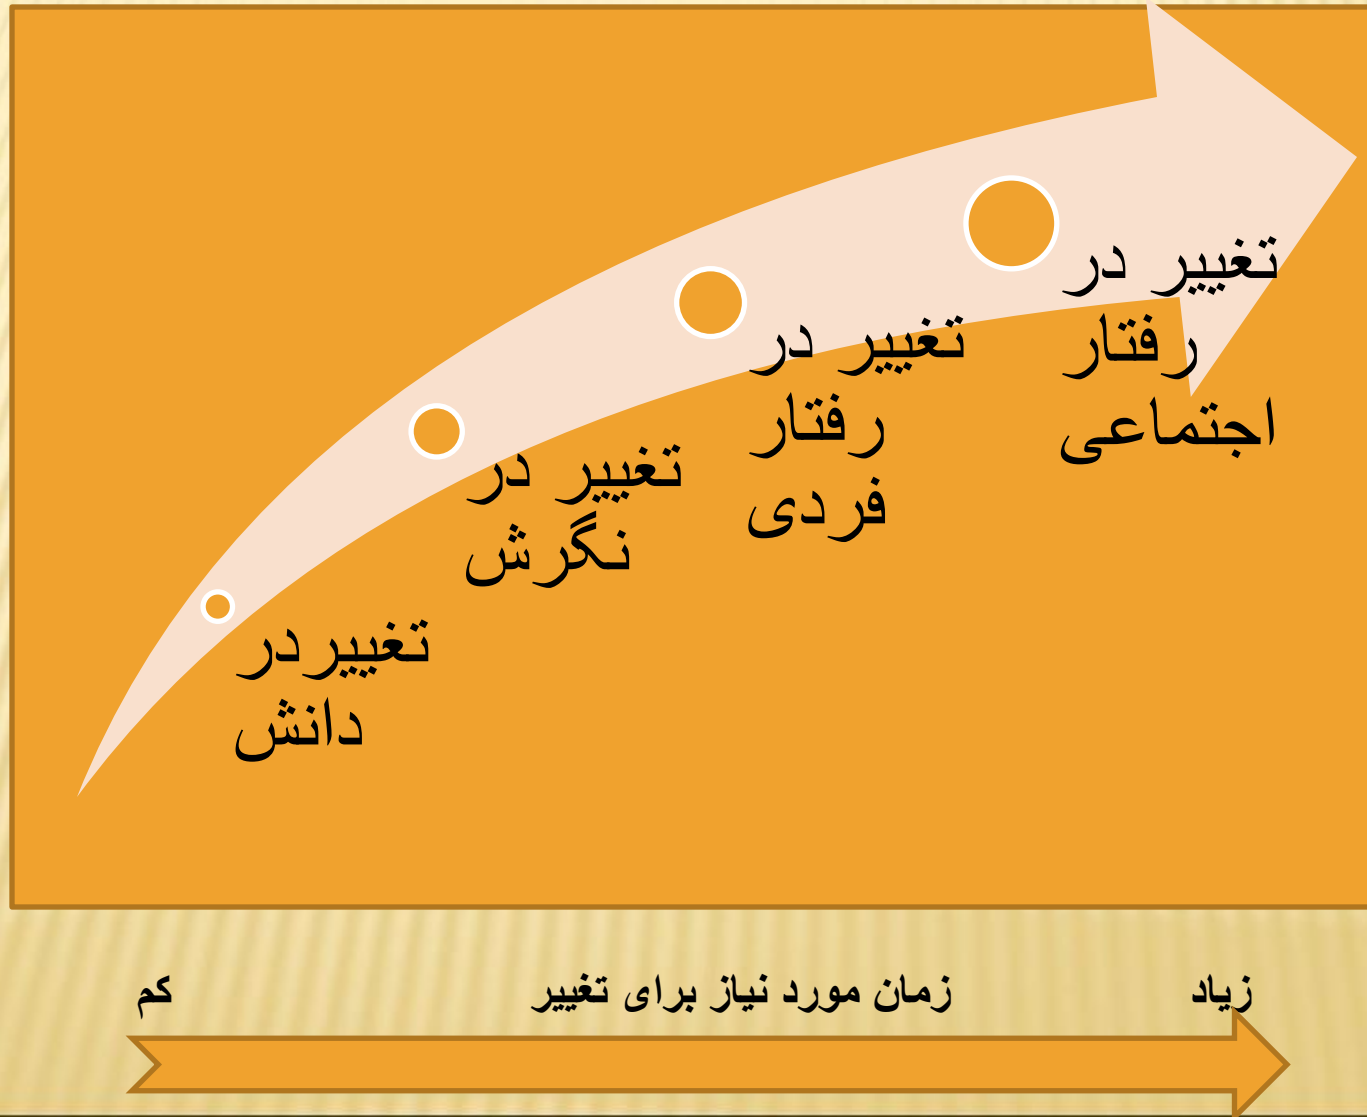 تغییر در
رفتار
اجتماعی
تغییر در
رفتار
فردی
تغییر در
نگرش
تغییردر
دانش
زیاد
زمان مورد نیاز برای تغییر
کم